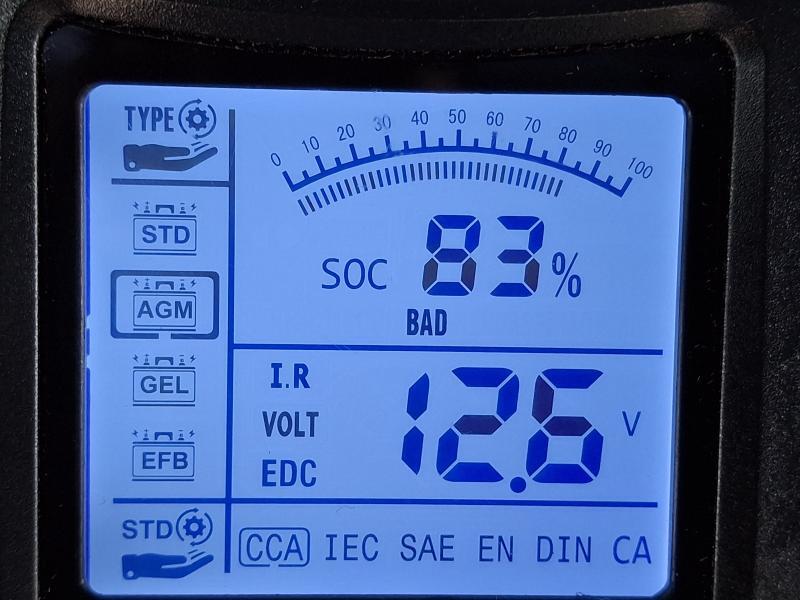 TYPE
0 10 20 30 40 50 60 70 80 90 100
STD
AGM
GEL
EFB
SOC 83%
BAD
I.R
VOLT
EDC
12.6 V
STD
CCA IEC SAE EN DIN CA